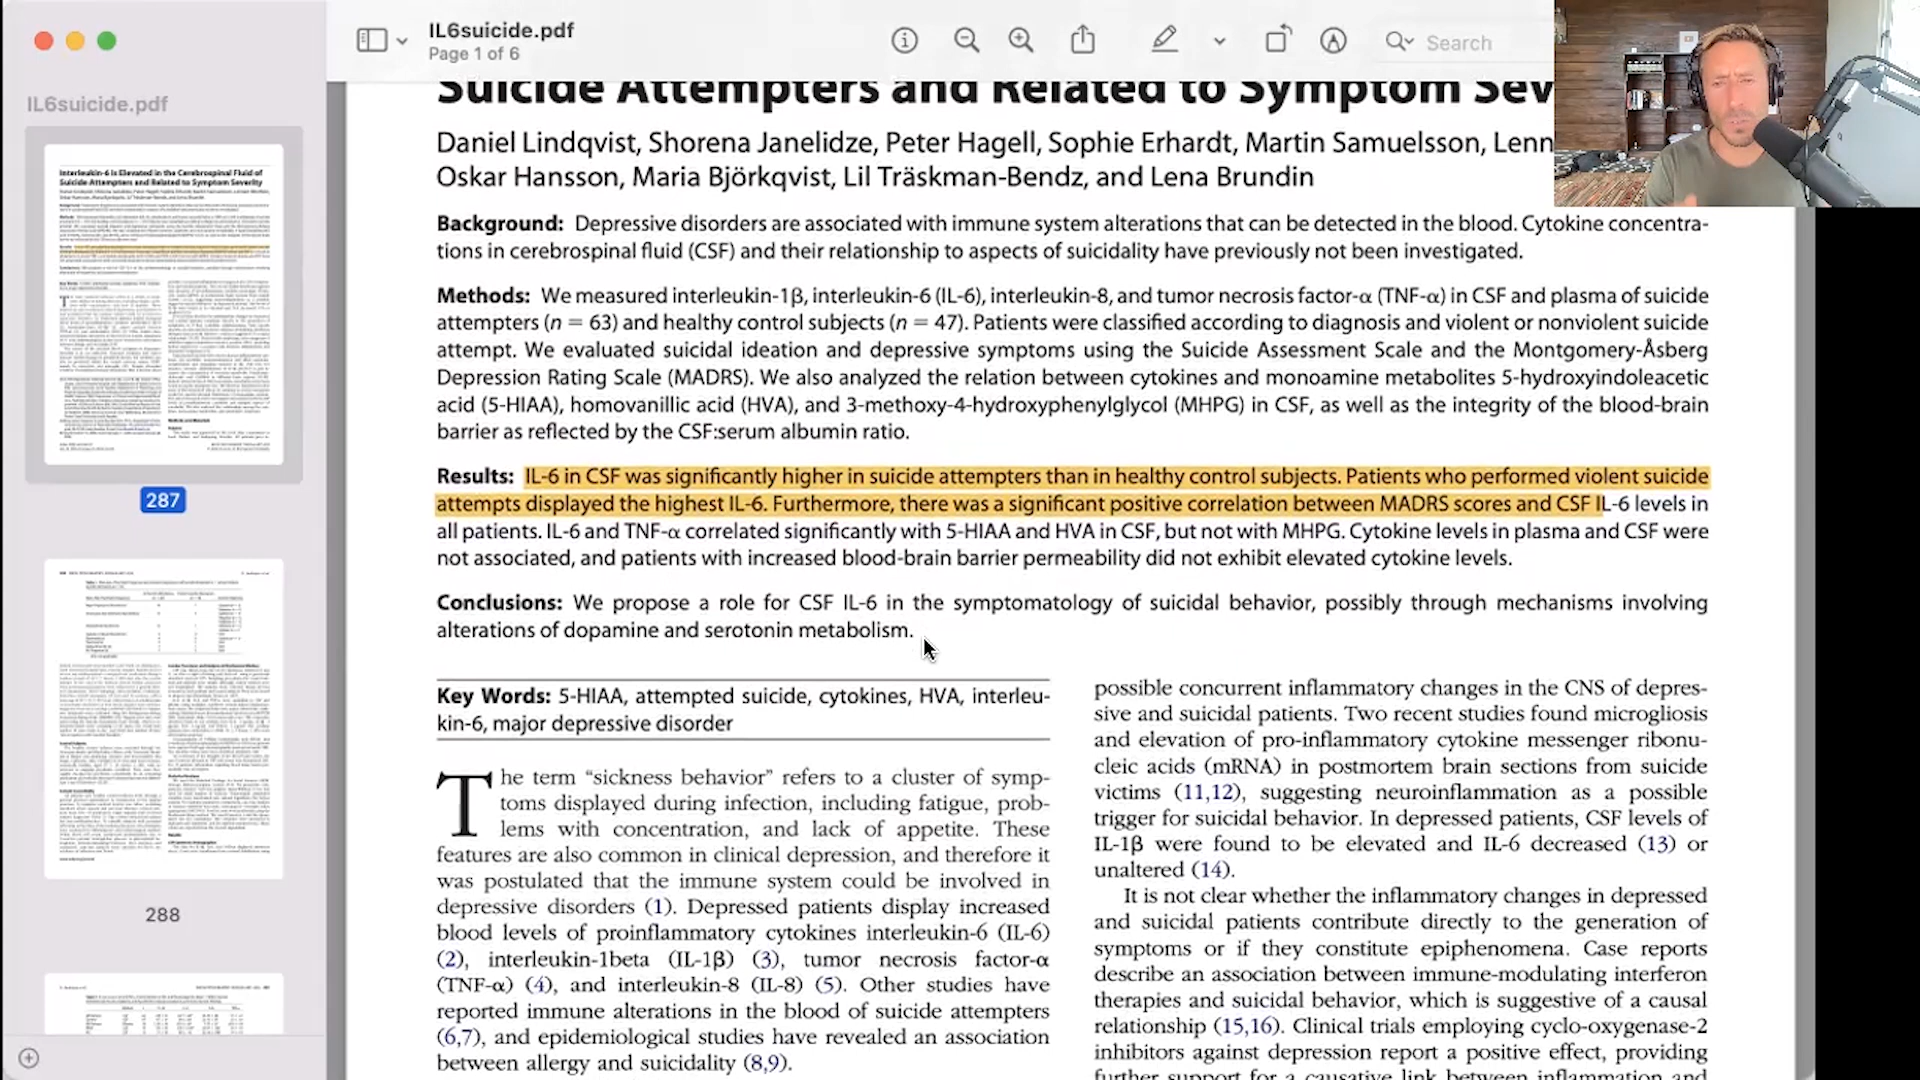 IL6suicide.pdf
Page 1 of 6
Search
IL6suicide.pdf
Interleukin-6 Is Elevated in the Cerebrospinal Fluid of
Suicide Attempters and Related to Symptom Severity
287
288
Suicide Attempters and Related to Symptom Sev
Daniel Lindqvist, Shorena Janelidze, Peter Hagell, Sophie Erhardt, Martin Samuelsson, Lenn
Oskar Hansson, Maria Björkqvist, Lil Träskman-Bendz, and Lena Brundin
Background: Depressive disorders are associated with immune system alterations that can be detected in the blood. Cytokine concentra-
tions in cerebrospinal fluid (CSF) and their relationship to aspects of suicidality have previously not been investigated.
Methods: We measured interleukin-1β, interleukin-6 (IL-6), interleukin-8, and tumor necrosis factor-α (TNF-α) in CSF and plasma of suicide
attempters (n = 63) and healthy control subjects (n = 47). Patients were classified according to diagnosis and violent or nonviolent suicide
attempt. We evaluated suicidal ideation and depressive symptoms using the Suicide Assessment Scale and the Montgomery-Åsberg
Depression Rating Scale (MADRS). We also analyzed the relation between cytokines and monoamine metabolites 5-hydroxyindoleacetic
acid (5-HIAA), homovanillic acid (HVA), and 3-methoxy-4-hydroxyphenylglycol (MHPG) in CSF, as well as the integrity of the blood-brain
barrier as reflected by the CSF:serum albumin ratio.
Results: IL-6 in CSF was significantly higher in suicide attempters than in healthy control subjects. Patients who performed violent suicide
attempts displayed the highest IL-6. Furthermore, there was a significant positive correlation between MADRS scores and CSF IL-6 levels in
all patients. IL-6 and TNF-α correlated significantly with 5-HIAA and HVA in CSF, but not with MHPG. Cytokine levels in plasma and CSF were
not associated, and patients with increased blood-brain barrier permeability did not exhibit elevated cytokine levels.
Conclusions: We propose a role for CSF IL-6 in the symptomatology of suicidal behavior, possibly through mechanisms involving
alterations of dopamine and serotonin metabolism.
Key Words: 5-HIAA, attempted suicide, cytokines, HVA, interleu-
kin-6, major depressive disorder
The term “sickness behavior” refers to a cluster of symp-
toms displayed during infection, including fatigue, prob-
lems with concentration, and lack of appetite. These
features are also common in clinical depression, and therefore it
was postulated that the immune system could be involved in
depressive disorders (1). Depressed patients display increased
blood levels of proinflammatory cytokines interleukin-6 (IL-6)
(2), interleukin-1beta (IL-1β) (3), tumor necrosis factor-α
(TNF-α) (4), and interleukin-8 (IL-8) (5). Other studies have
reported immune alterations in the blood of suicide attempters
(6,7), and epidemiological studies have revealed an association
between allergy and suicidality (8,9).
possible concurrent inflammatory changes in the CNS of depres-
sive and suicidal patients. Two recent studies found microgliosis
and elevation of pro-inflammatory cytokine messenger ribonu-
cleic acids (mRNA) in postmortem brain sections from suicide
victims (11,12), suggesting neuroinflammation as a possible
trigger for suicidal behavior. In depressed patients, CSF levels of
IL-1β were found to be elevated and IL-6 decreased (13) or
unaltered (14).
It is not clear whether the inflammatory changes in depressed
and suicidal patients contribute directly to the generation of
symptoms or if they constitute epiphenomena. Case reports
describe an association between immune-modulating interferon
therapies and suicidal behavior, which is suggestive of a causal
relationship (15,16). Clinical trials employing cyclo-oxygenase-2
inhibitors against depression report a positive effect, providing
further support for a causative link between inflammation and